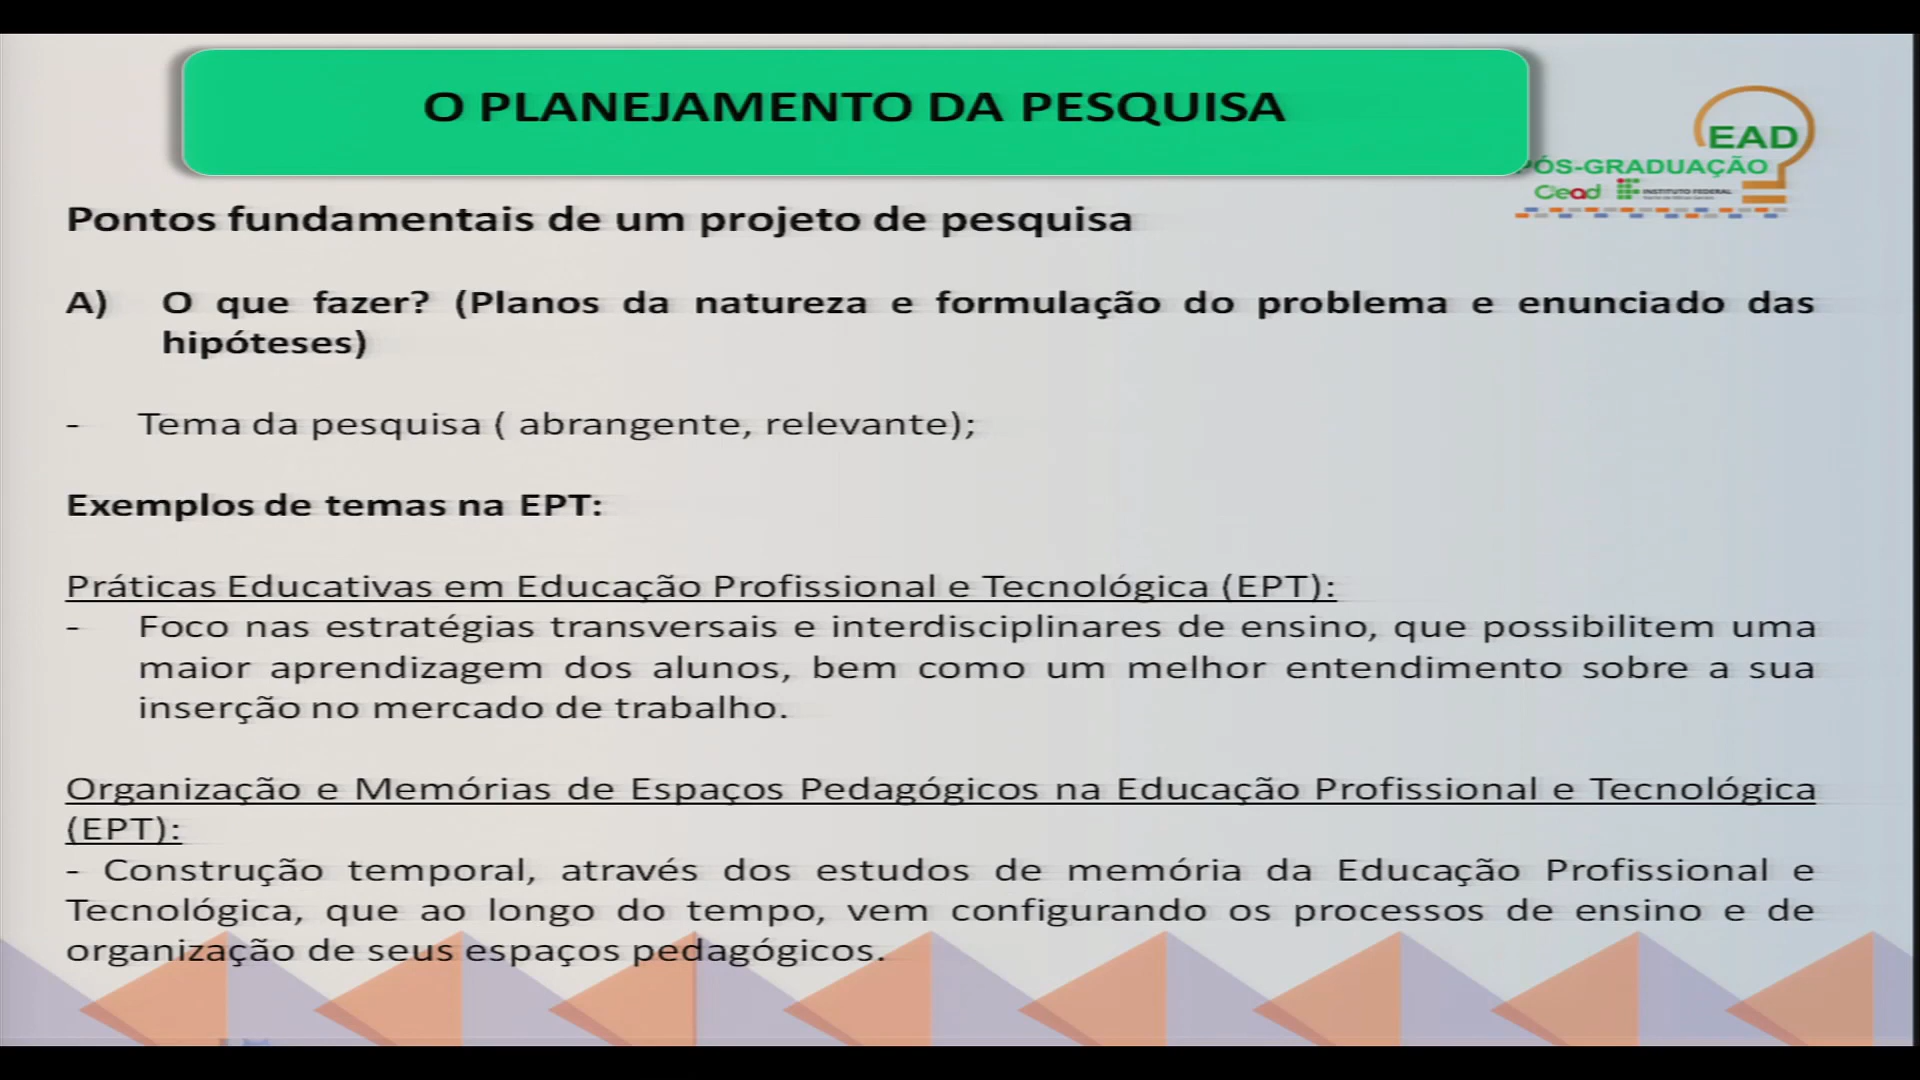 O PLANEJAMENTO DA PESQUISA
EAD
PÓS-GRADUAÇÃO
Cead INSTITUTO FEDERAL
Pontos fundamentais de um projeto de pesquisa
A) O que fazer? (Planos da natureza e formulação do problema e enunciado das
hipóteses)
- Tema da pesquisa ( abrangente, relevante);
Exemplos de temas na EPT:
Práticas Educativas em Educação Profissional e Tecnológica (EPT):
- Foco nas estratégias transversais e interdisciplinares de ensino, que possibilitem uma
maior aprendizagem dos alunos, bem como um melhor entendimento sobre a sua
inserção no mercado de trabalho.
Organização e Memórias de Espaços Pedagógicos na Educação Profissional e Tecnológica
(EPT):
- Construção temporal, através dos estudos de memória da Educação Profissional e
Tecnológica, que ao longo do tempo, vem configurando os processos de ensino e de
organização de seus espaços pedagógicos.